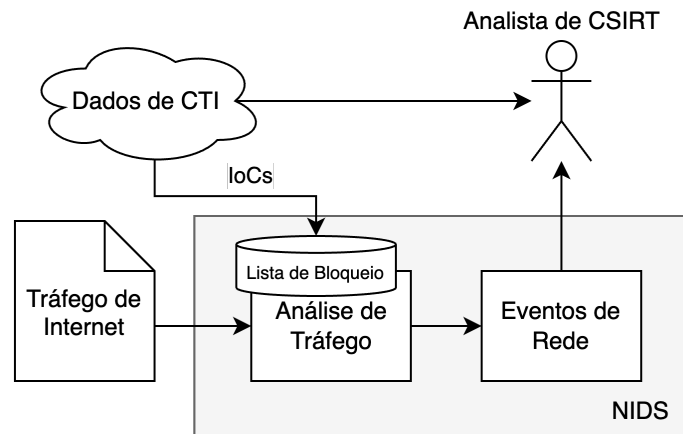 Analista de CSIRT
Dados de CTI
IoCs
Lista de Bloqueio
Tráfego de
Internet
Análise de
Tráfego
Eventos de
Rede
NIDS